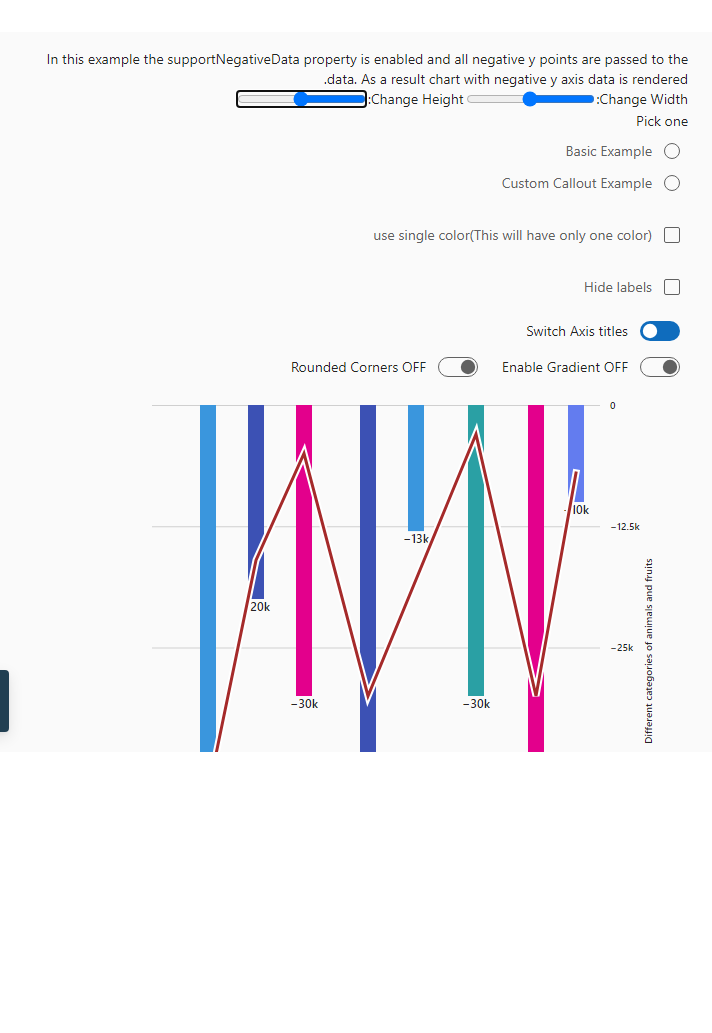 In this example the supportNegativeData property is enabled and all negative y points are passed to the
.data. As a result chart with negative y axis data is rendered
:Change Height :Change Width
Pick one
Basic Example
Custom Callout Example
use single color(This will have only one color)
Hide labels
Switch Axis titles
Rounded Corners OFF Enable Gradient OFF
0
10k
−12.5k
−13k
20k
−25k
−30k −30k
Different categories of animals and fruits